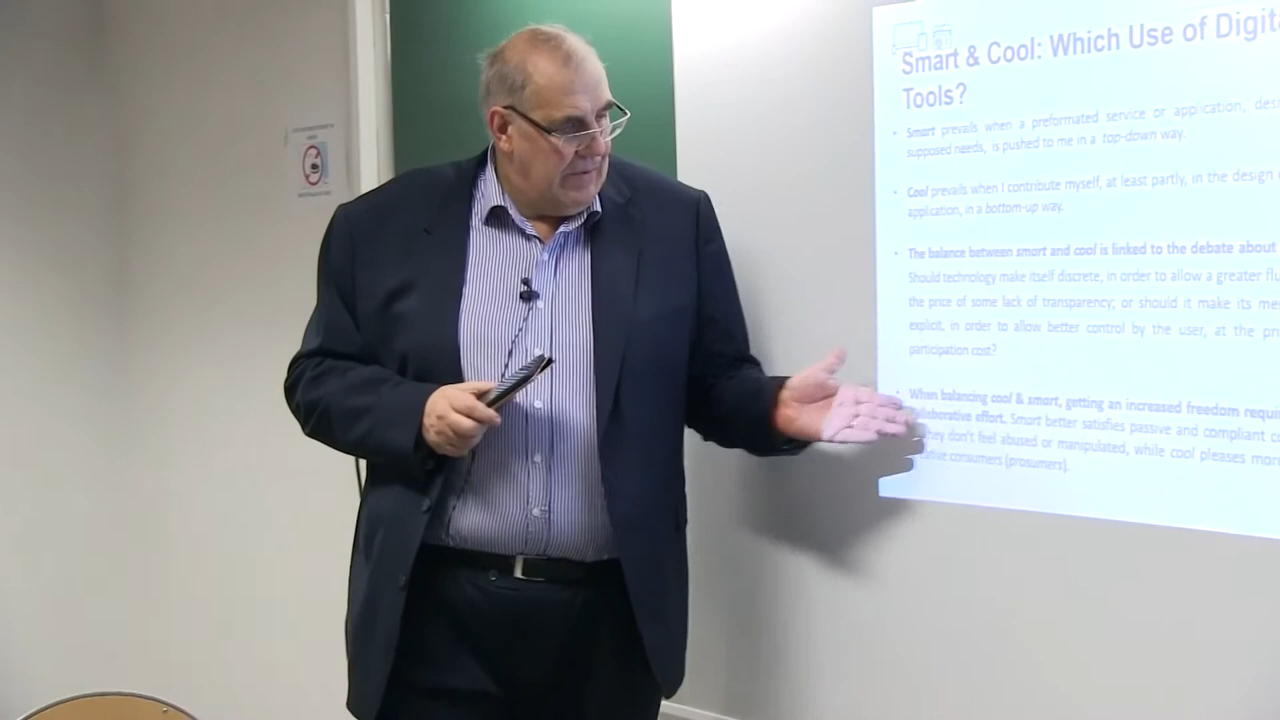 Smart & Cool: Which Use of Digit
Tools?
• Smart prevails when a preformated service or application, des
supposed needs, is pushed to me in a top-down way.
• Cool prevails when I contribute myself, at least partly, in the design
application, in a bottom-up way.
• The balance between smart and cool is linked to the debate about
Should technology make itself discrete, in order to allow a greater flu
the price of some lack of transparency; or should it make its me
explicit, in order to allow better control by the user, at the pri
participation cost?
• When balancing cool & smart, getting an increased freedom requi
effort. Smart better satisfies passive and compliant co
they don't feel abused or manipulated, while cool pleases mor
consumers (prosumers).